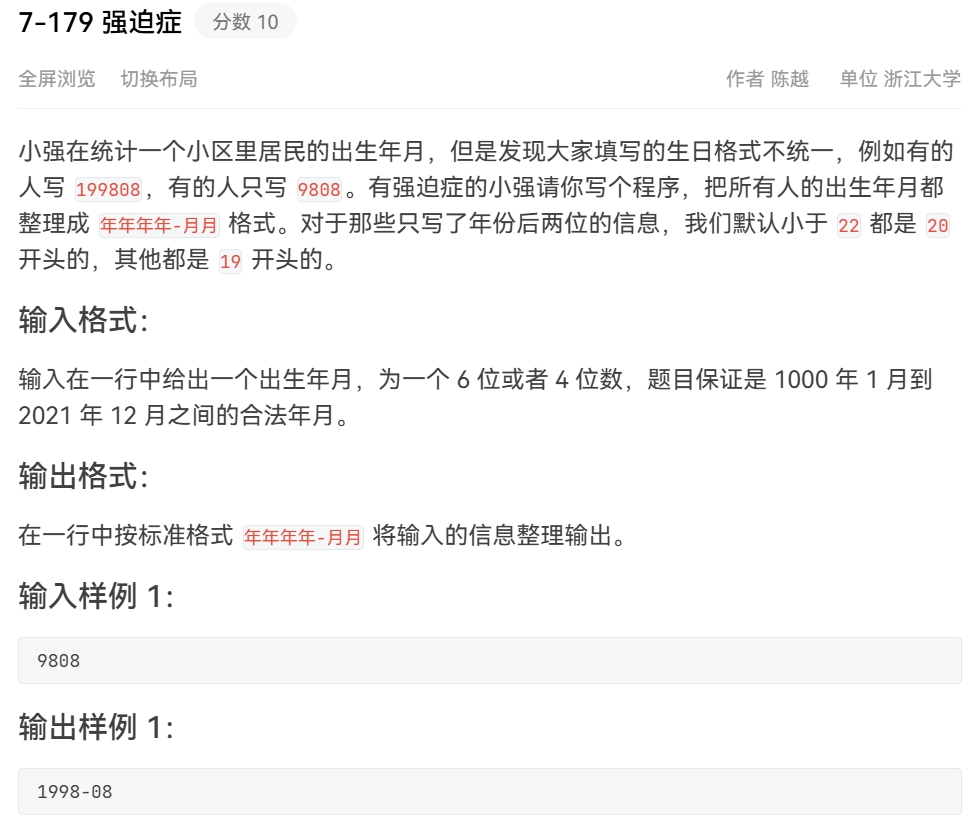 7-179 强迫症 分数 10
全屏浏览 切换布局 作者 陈越 单位 浙江大学
小强在统计一个小区里居民的出生年月，但是发现大家填写的生日格式不统一，例如有的
人写 199808，有的人只写 9808。有强迫症的小强请你写个程序，把所有人的出生年月都
整理成 年年年年-月月 格式。对于那些只写了年份后两位的信息，我们默认小于 22 都是 20
开头的，其他都是 19 开头的。
输入格式：
输入在一行中给出一个出生年月，为一个 6 位或者 4 位数，题目保证是 1000 年 1 月到
2021 年 12 月之间的合法年月。
输出格式：
在一行中按标准格式 年年年年-月月 将输入的信息整理输出。
输入样例 1：
9808
输出样例 1：
1998-08